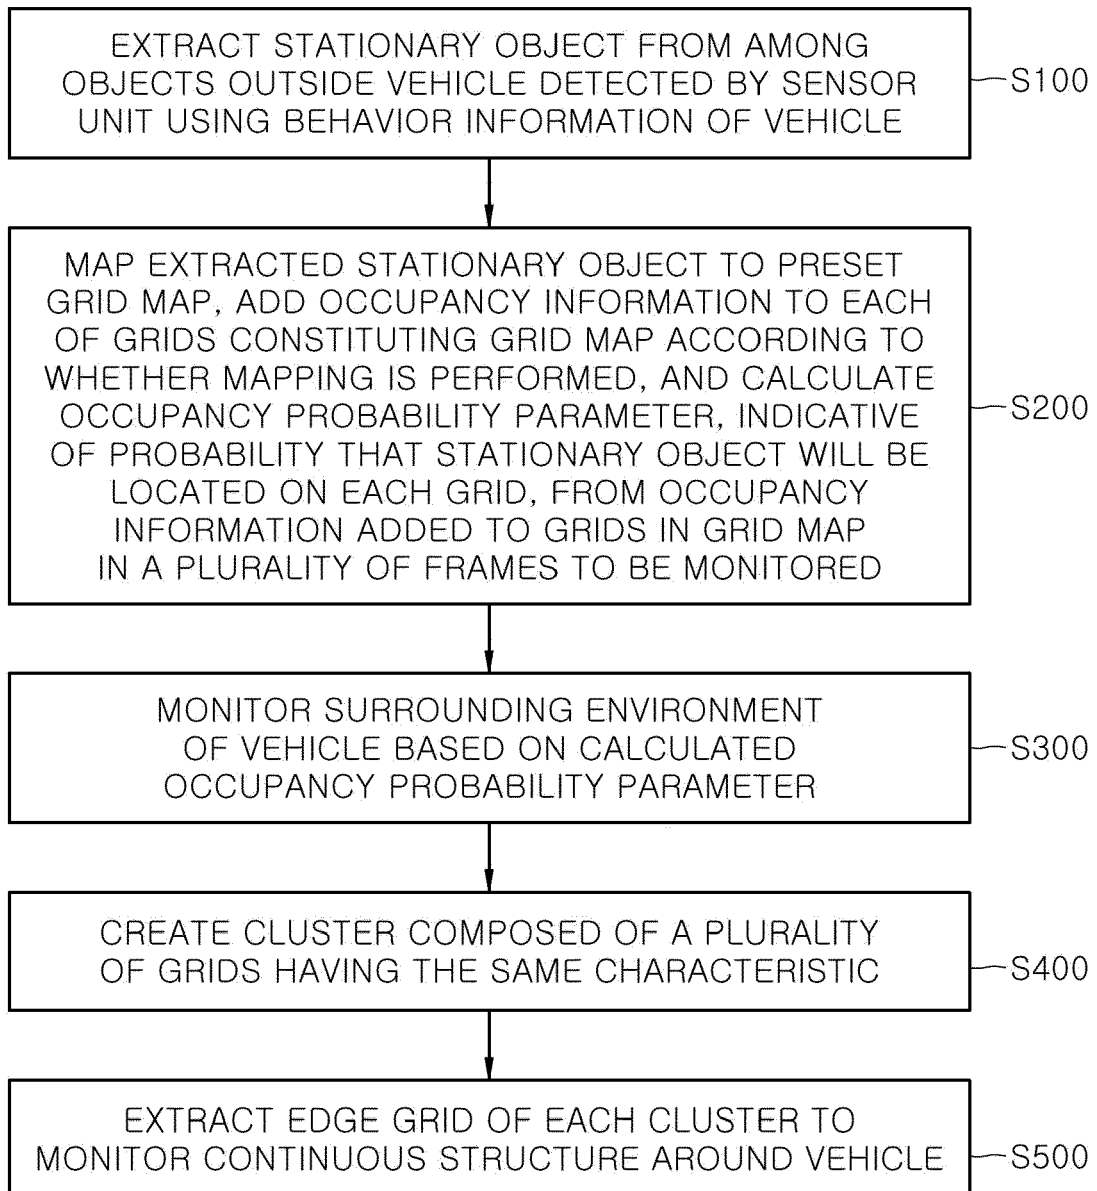 EXTRACT STATIONARY OBJECT FROM AMONG
OBJECTS OUTSIDE VEHICLE DETECTED BY SENSOR
UNIT USING BEHAVIOR INFORMATION OF VEHICLE
S100
MAP EXTRACTED STATIONARY OBJECT TO PRESET
GRID MAP, ADD OCCUPANCY INFORMATION TO EACH
OF GRIDS CONSTITUTING GRID MAP ACCORDING TO
WHETHER MAPPING IS PERFORMED, AND CALCULATE
OCCUPANCY PROBABILITY PARAMETER, INDICATIVE
OF PROBABILITY THAT STATIONARY OBJECT WILL BE
LOCATED ON EACH GRID, FROM OCCUPANCY
INFORMATION ADDED TO GRIDS IN GRID MAP
IN A PLURALITY OF FRAMES TO BE MONITORED
S200
MONITOR SURROUNDING ENVIRONMENT
OF VEHICLE BASED ON CALCULATED
OCCUPANCY PROBABILITY PARAMETER
S300
CREATE CLUSTER COMPOSED OF A PLURALITY
OF GRIDS HAVING THE SAME CHARACTERISTIC
S400
EXTRACT EDGE GRID OF EACH CLUSTER TO
MONITOR CONTINUOUS STRUCTURE AROUND VEHICLE
S500